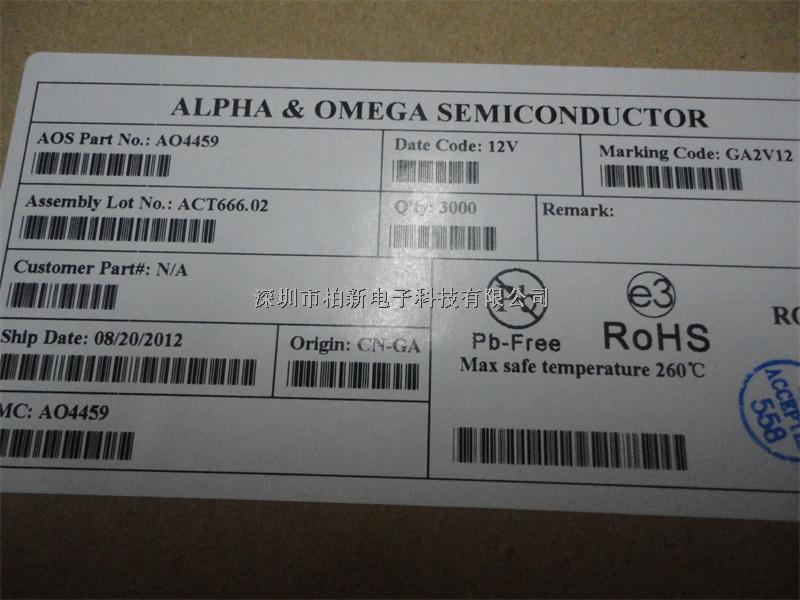 ALPHA & OMEGA SEMICONDUCTOR
AOS Part No.: AO4459
Date Code: 12V
Marking Code: GA2V12
Assembly Lot No.: ACT666.02
Q'ty: 3000
Remark:
Customer Part#: N/A
深圳市柏新电子科技有限公司
e3
Ship Date: 08/20/2012
Origin: CN-GA
Pb-Free
RoHS
Max safe temperature 260℃
MC: AO4459
558